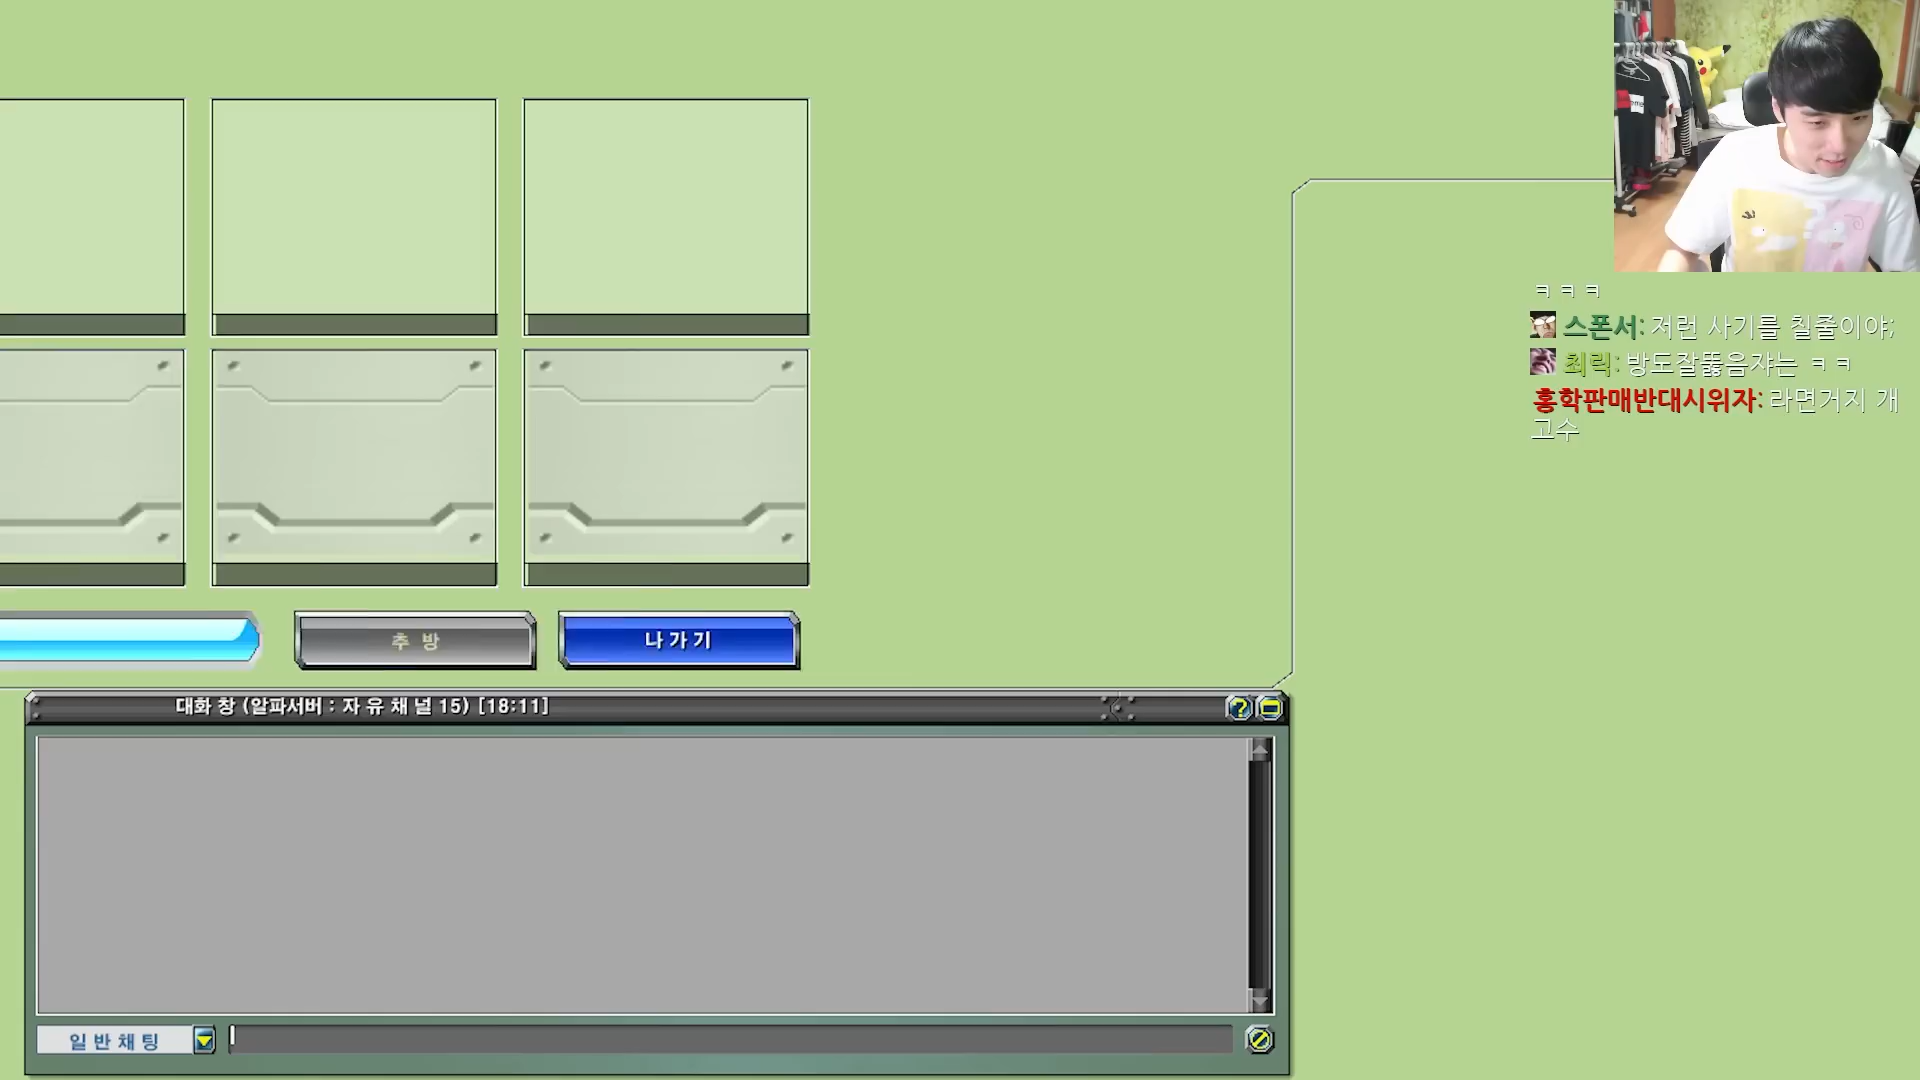 ㅋㅋㅋ
스폰서: 저런 사기를 칠줄이야;
최릭: 방도잘뚫음쟈는 ㅋㅋ
홍학판매반대시위자: 라면거지 개
고수
추 방
나 가 기
대화 창 (알파서버 : 자 유 채 널 15) [18:11]
일 반 채 팅